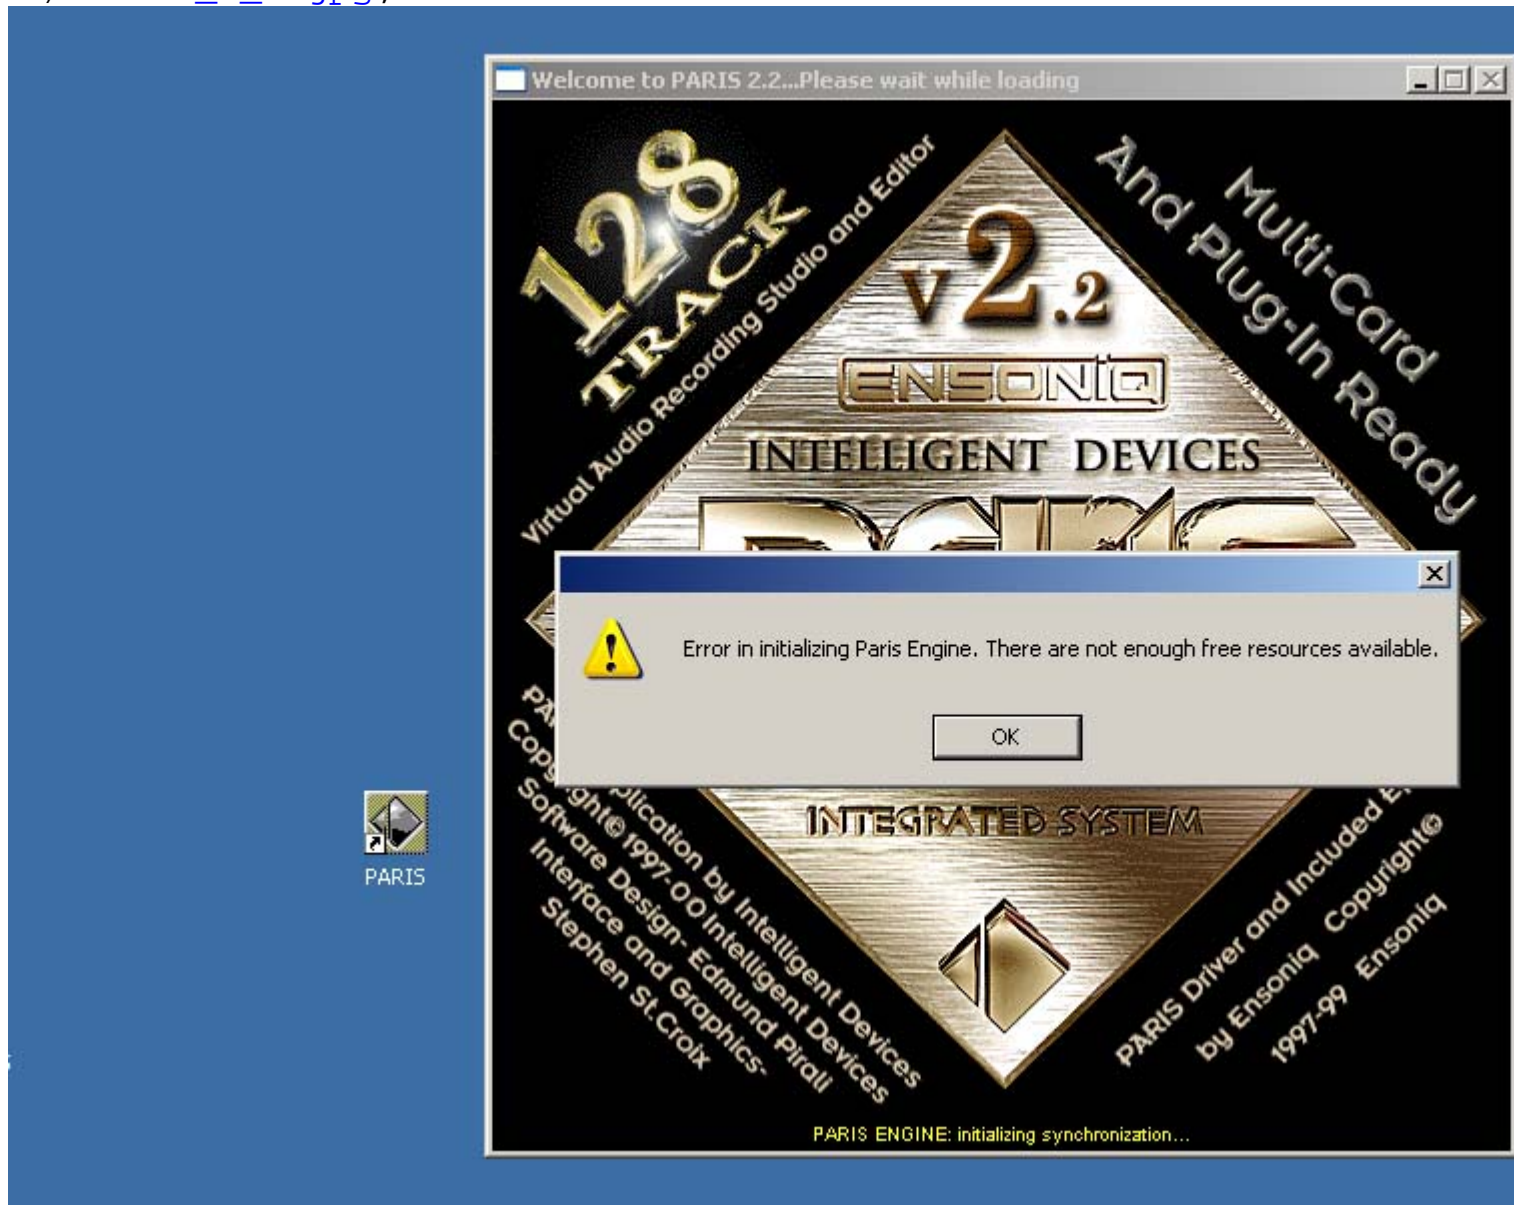 Welcome to PARIS 2.2...Please wait while loading
128
TRACK
Virtual Audio Recording Studio and Editor
Multi-Card
And Plug-In Ready
v2.2
ENSONIQ
INTELLIGENT DEVICES
PARIS
Error in initializing Paris Engine. There are not enough free resources available.
OK
INTEGRATED SYSTEM
Copyright© 1997-00 Intelligent Devices
Software Design- Edmund Pirali
Interface and Graphics-
Stephen St.Croix
PARIS Driver and Included
by Ensoniq Copyright©
1997-99 Ensoniq
PARIS
PARIS ENGINE: initializing synchronization...